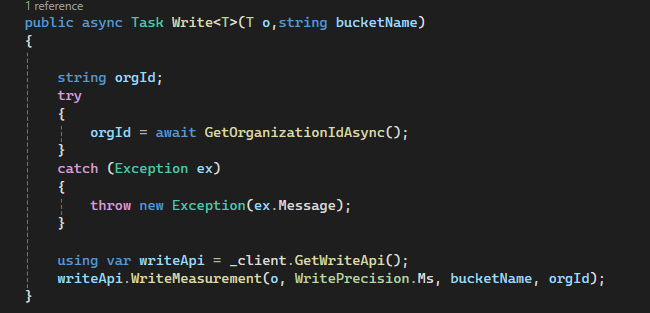 1 reference
public async Task Write<T>(T o,string bucketName)
{
string orgId;
try
{
orgId = await GetOrganizationIdAsync();
}
catch (Exception ex)
{
throw new Exception(ex.Message);
}
using var writeApi = _client.GetWriteApi();
writeApi.WriteMeasurement(o, WritePrecision.Ms, bucketName, orgId);
}